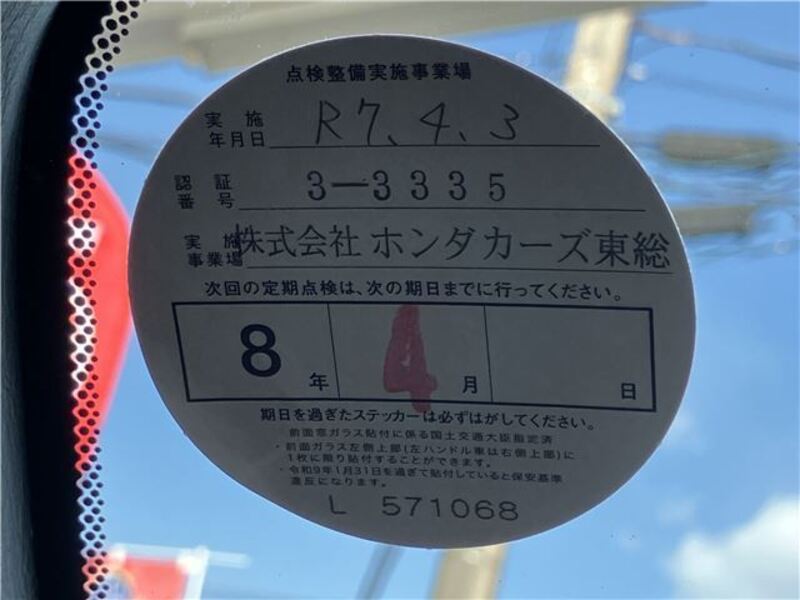 点検整備実施事業場
実施年月日 R7、4、3
認証番号 3-3335
実施事業場 株式会社 ホンダカーズ東総
次回の定期点検は、次の期日までに行ってください。
8年 4月 日
期日を過ぎたステッカーは必ずはがしてください。
前面窓ガラス貼付に係る国土交通大臣指定済
・前面ガラス左側上部(左ハンドル車は右側上部)に
1枚に限り貼付することができます。
・令和9年1月31日を過ぎて貼付していると保安基準
違反になります。
L 571068